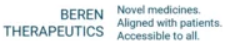 BEREN
THERAPEUTICS
Novel medicines.
Aligned with patients.
Accessible to all.